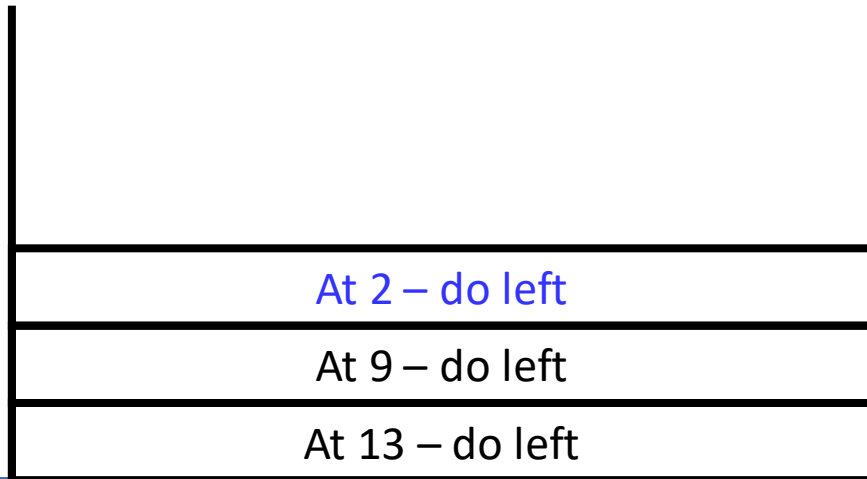 At 2 – do left
At 9 – do left
At 13 – do left